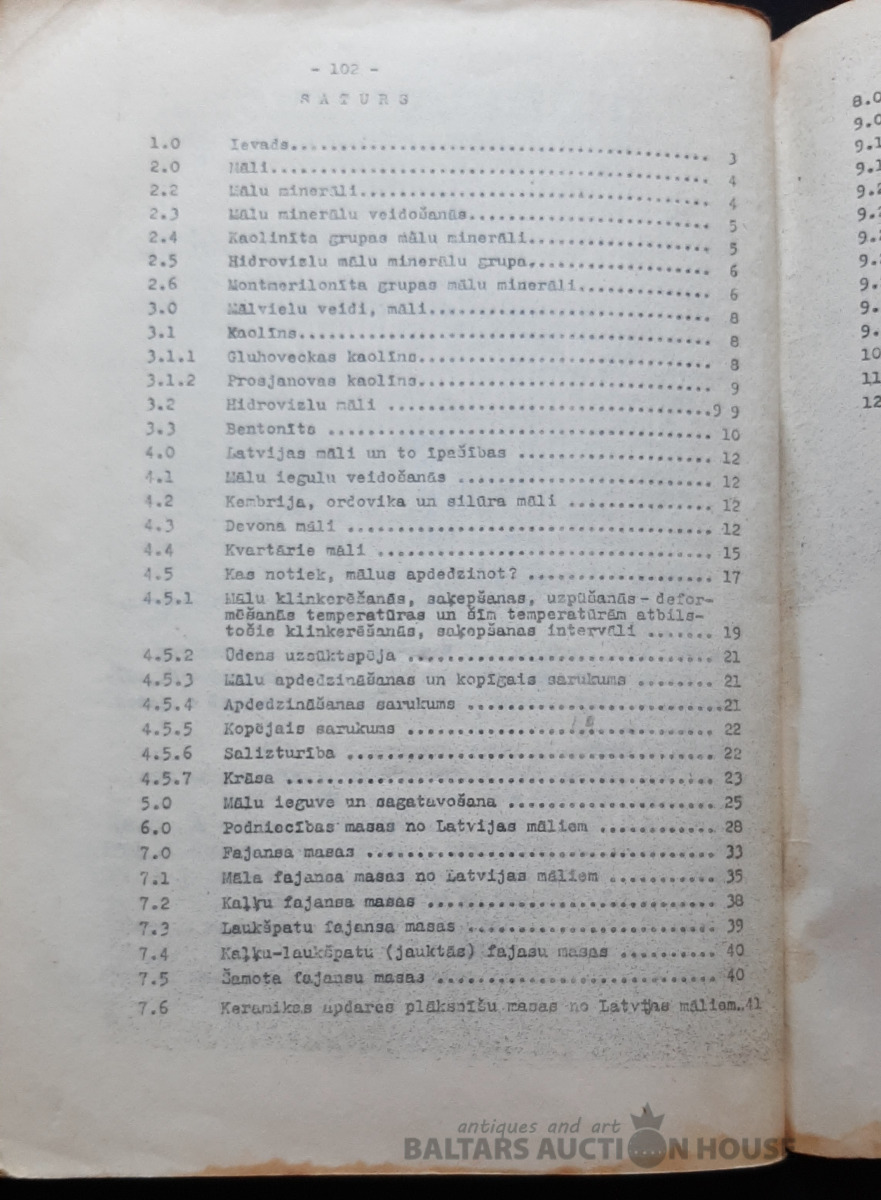 - 102 -
SATURS
1.0 Ievads.................................................... 3
2.0 Māli...................................................... 4
2.2 Mālu minerāli............................................. 4
2.3 Mālu minerālu veidošanās.................................. 5
2.4 Kaolinīta grupas mālu minerāli............................ 5
2.5 Hidrovizlu mālu minerālu grupa............................ 6
2.6 Montmerilonīta grupas mālu minerāli....................... 6
3.0 Mālvielu veidi, māli...................................... 8
3.1 Kaolīns................................................... 8
3.1.1 Gluhoveckas kaolīns..................................... 8
3.1.2 Prosjanovas kaolīns..................................... 9
3.2 Hidrovizlu māli ........................................9 9
3.3 Bentonīts ................................................ 10
4.0 Latvijas māli un to īpašības ............................. 12
4.1 Mālu iegulu veidošanās ................................... 12
4.2 Kembrija, ordovika un silūra māli ........................ 12
4.3 Devona māli .............................................. 12
4.4 Kvartārie māli ........................................... 15
4.5 Kas notiek, mālus apdedzinot? ............................ 17
4.5.1 Mālu klinkerēšanās, saķepšanas, uzpūšanās- defor-
mēšanās temperatūras un šīm temperatūrām atbils-
tošie klinkerēšanās, saķepšanas intervāli ....... 19
4.5.2 Ūdens uzsūktspēja ...................................... 21
4.5.3 Mālu apdedzināšanas un kopīgais sarukums ........ 21
4.5.4 Apdedzināšanas sarukums ................................21
4.5.5 Kopējais sarukums ...................................... 22
4.5.6 Salizturība ............................................ 22
4.5.7 Krāsa .................................................. 23
5.0 Mālu ieguve un sagatavošana .............................. 25
6.0 Podniecības masas no Latvijas māliem ............ 28
7.0 Fajansa masas ............................................ 33
7.1 Māla fajansa masas no Latvijas māliem ........... 35
7.2 Kaļķu fajansa masas ...................................... 38
7.3 Laukšpatu fajansa masas .................................. 39
7.4 Kaļķu-laukšpatu (jauktās) fajasu masas .......... 40
7.5 Šamota fajansu masas ..................................... 40
7.6 Keramikas apdares plāksnīšu masas no Latvijas māliem..41
8.0
9.0
9.1
9.1
10
11
12
antiques and art
BALTARS AUCTION HOUSE